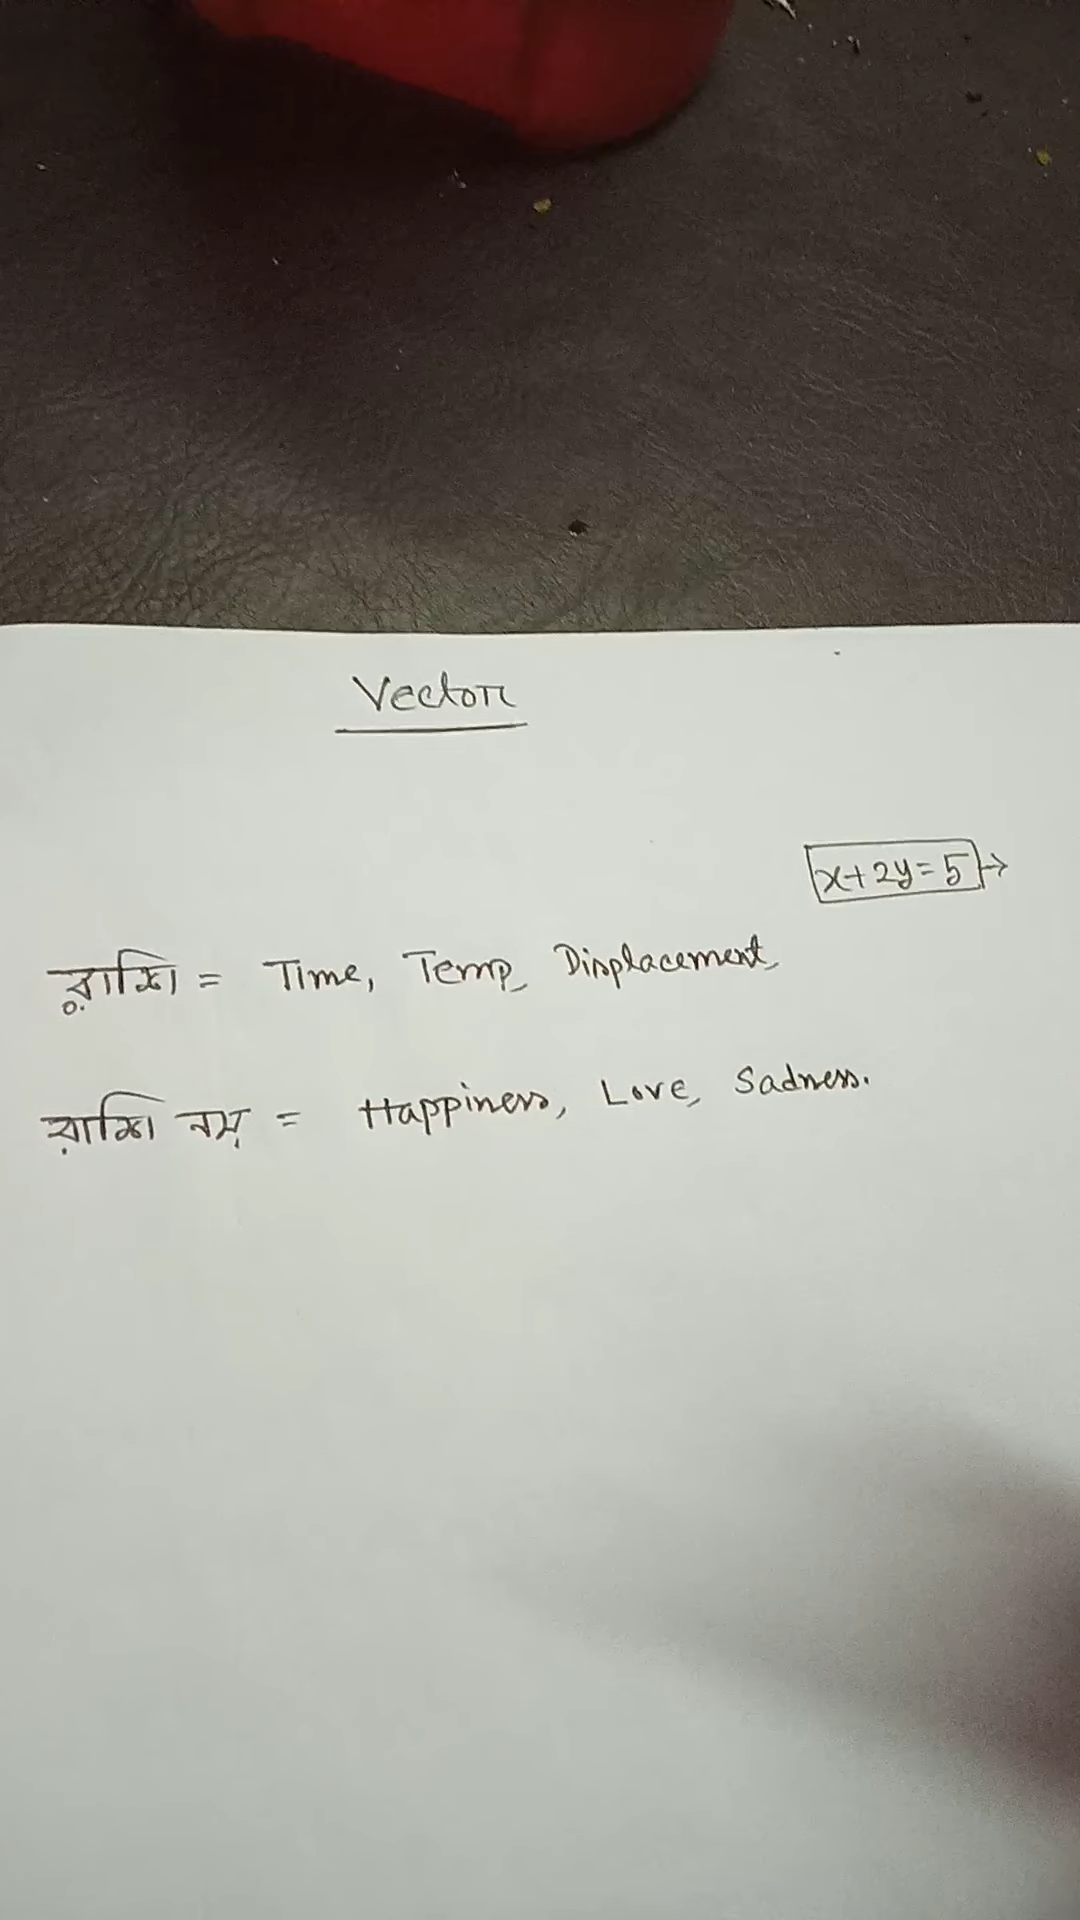 Vector
x+2y=5→
রাশি = Time, Temp, Displacement,
রাশি নয় = Happiness, Love, Sadness.